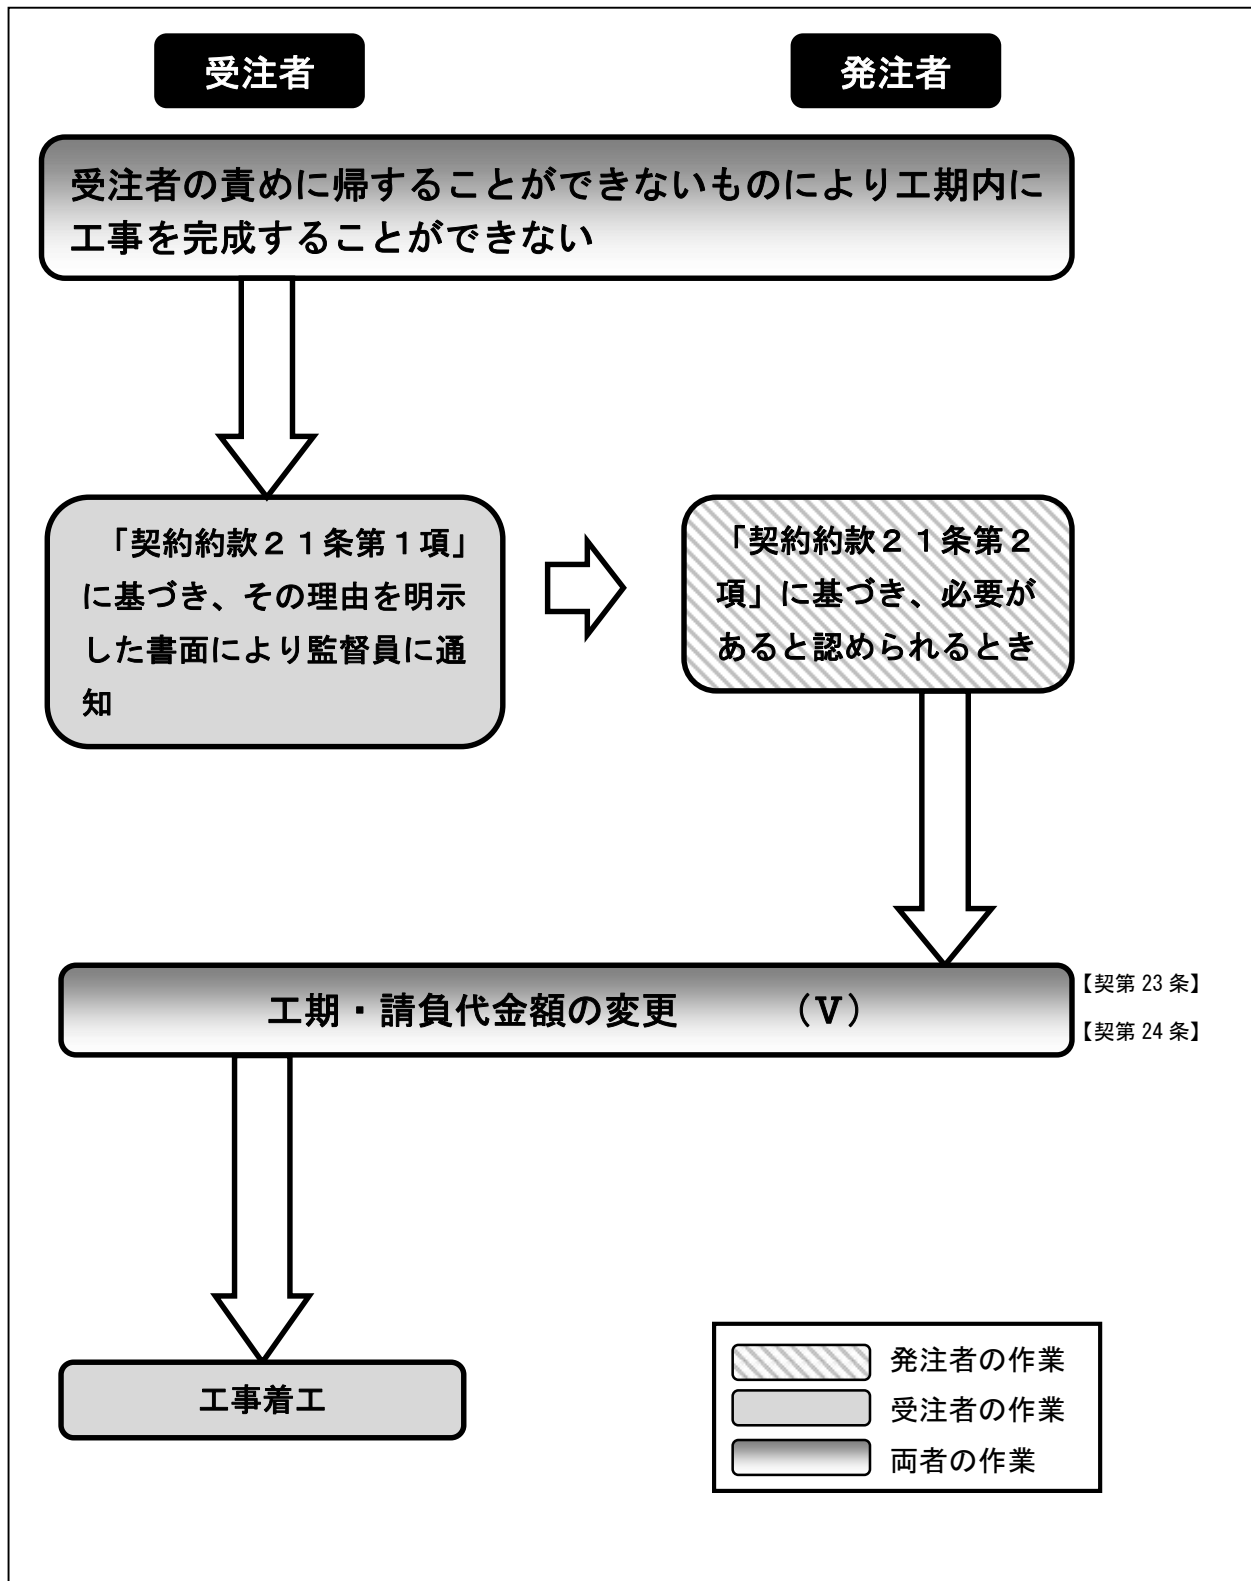 受注者
発注者
受注者の責めに帰することができないものにより工期内に
工事を完成することができない
「契約約款２１条第１項」
に基づき、その理由を明示
した書面により監督員に通
知
「契約約款２１条第２
項」に基づき、必要が
あると認められるとき
工期・請負代金額の変更　　　（Ⅴ）
【契第 23 条】
【契第 24 条】
工事着工
発注者の作業
受注者の作業
両者の作業